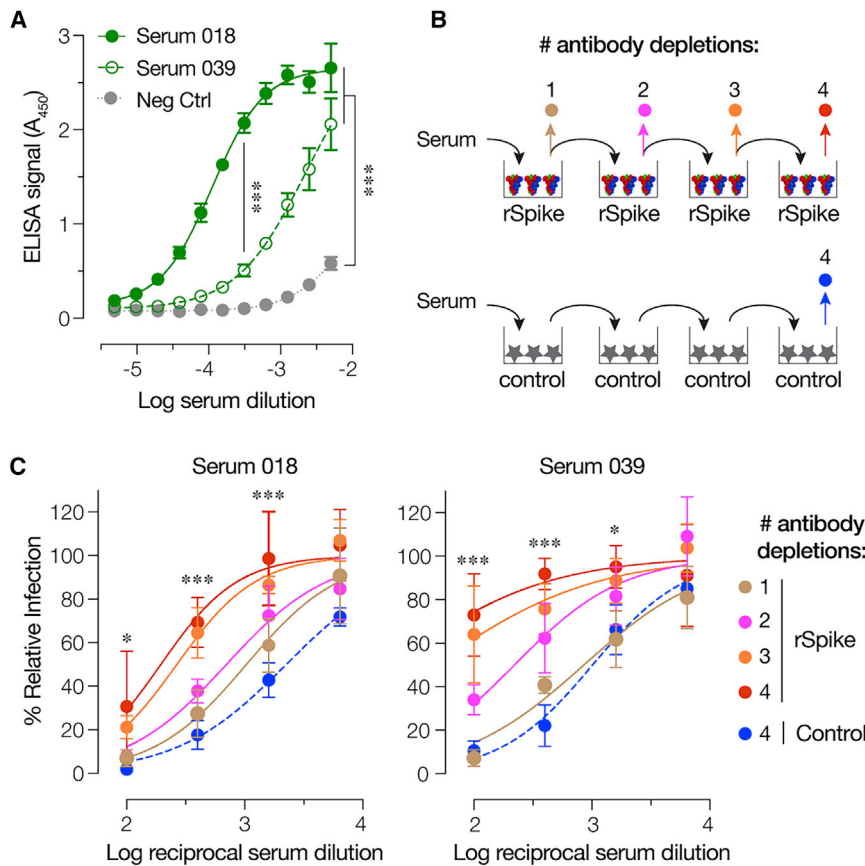 A
Serum 018
Serum 039
Neg Ctrl
ELISA signal (A450)
3
2
1
0
***
***
-5 -4 -3 -2
Log serum dilution
B
# antibody depletions:
1 2 3 4
Serum
rSpike rSpike rSpike rSpike
4
Serum
control control control control
C
Serum 018
% Relative Infection
120
100
80
60
40
20
0
* *** ***
2 3 4
Log reciprocal serum dilution
Serum 039
120
100
80
60
40
20
0
*** *** *
2 3 4
Log reciprocal serum dilution
# antibody
depletions:
1
2
3
4
rSpike
4 Control